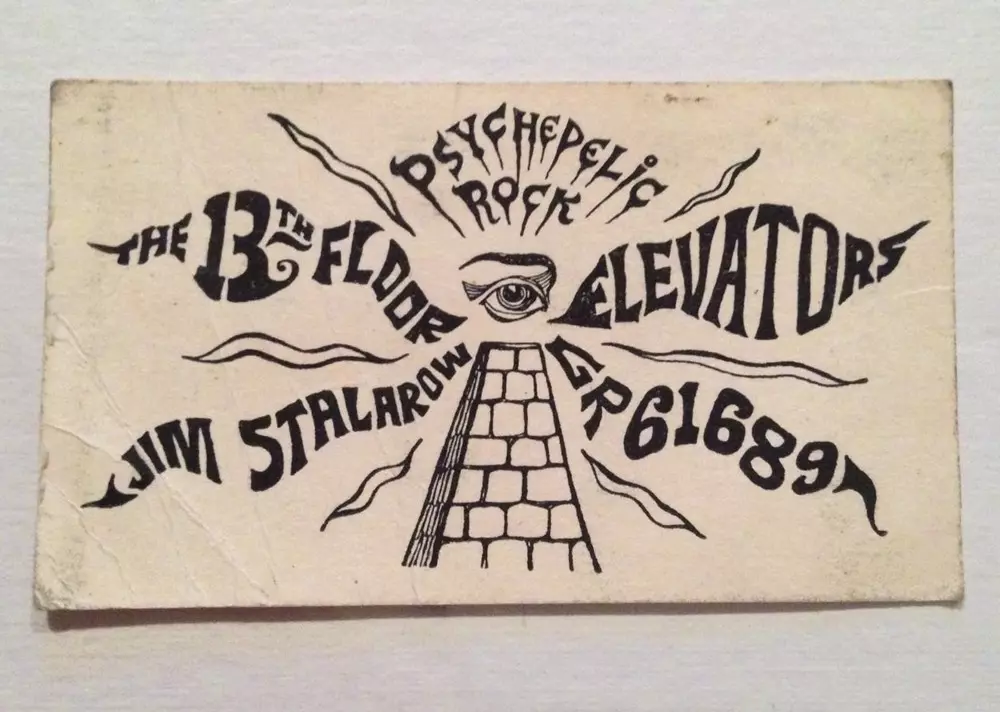 PSYCHEDELIC
ROCK
THE 13TH FLOOR ELEVATORS
JIM STALAROW GR61689